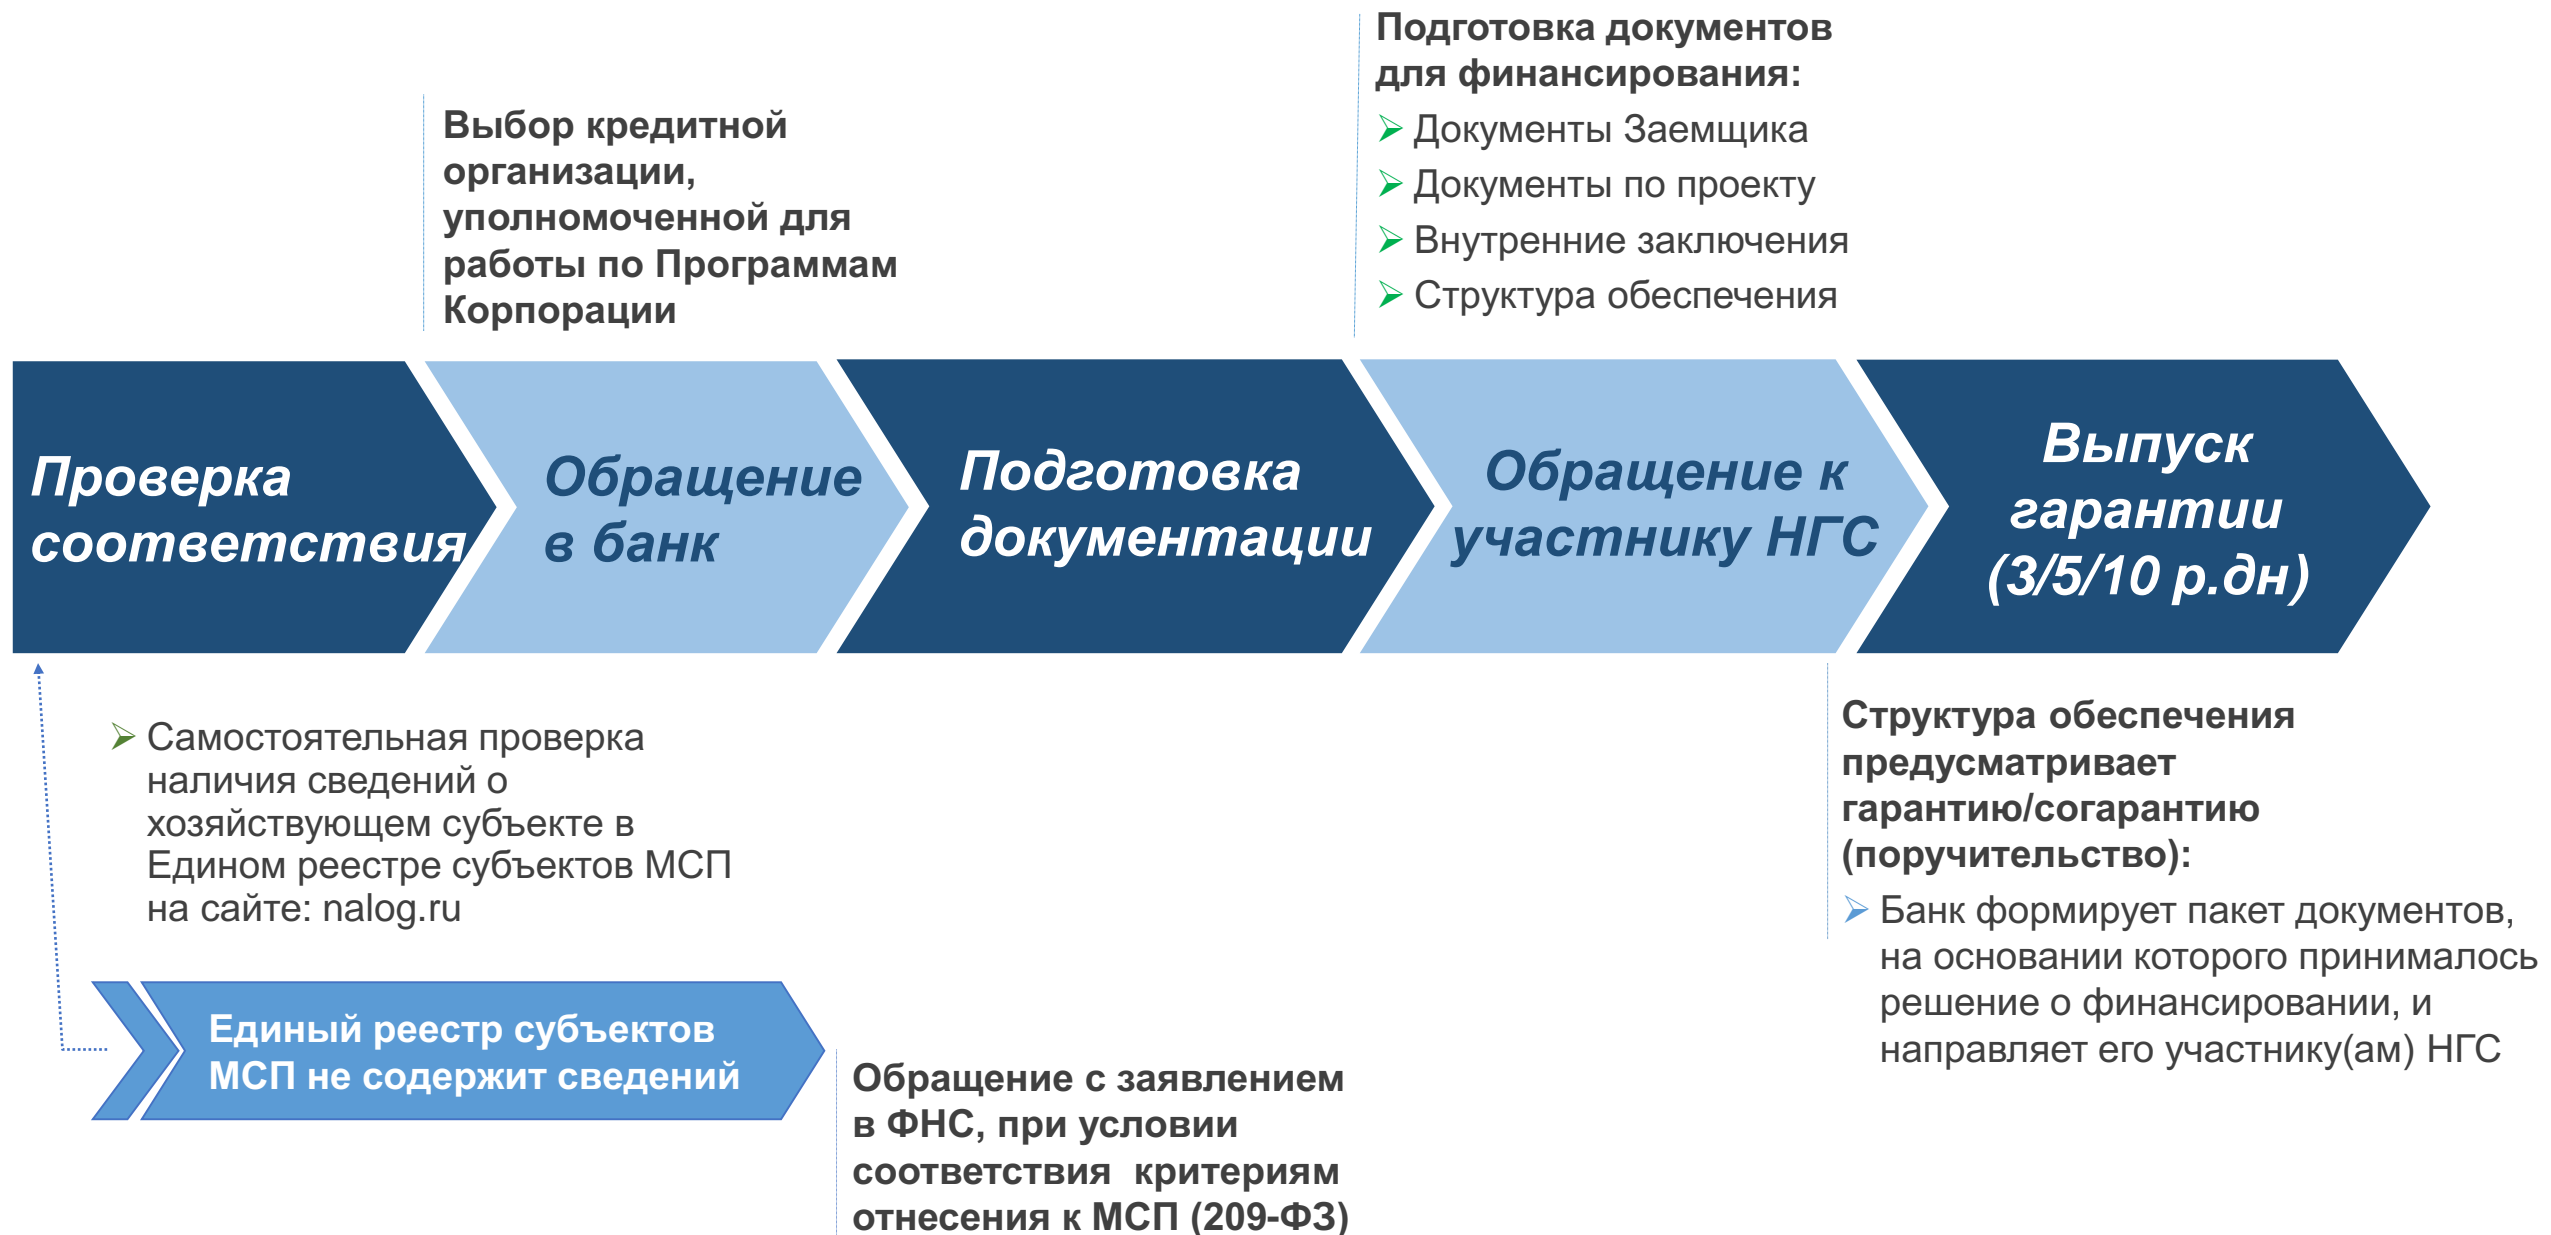 Подготовка документов
для финансирования:
Документы Заемщика
Документы по проекту
Внутренние заключения
Структура обеспечения
Выбор кредитной
организации,
уполномоченной для
работы по Программам
Корпорации
Проверка
соответствия
Обращение
в банк
Подготовка
документации
Обращение к
участнику НГС
Выпуск
гарантии
(3/5/10 р.дн)
Самостоятельная проверка
наличия сведений о
хозяйствующем субъекте в
Едином реестре субъектов МСП
на сайте: nalog.ru
Структура обеспечения
предусматривает
гарантию/согарантию
(поручительство):
Банк формирует пакет документов,
на основании которого принималось
решение о финансировании, и
направляет его участнику(ам) НГС
Единый реестр субъектов
МСП не содержит сведений
Обращение с заявлением
в ФНС, при условии
соответствия  критериям
отнесения к МСП (209-ФЗ)